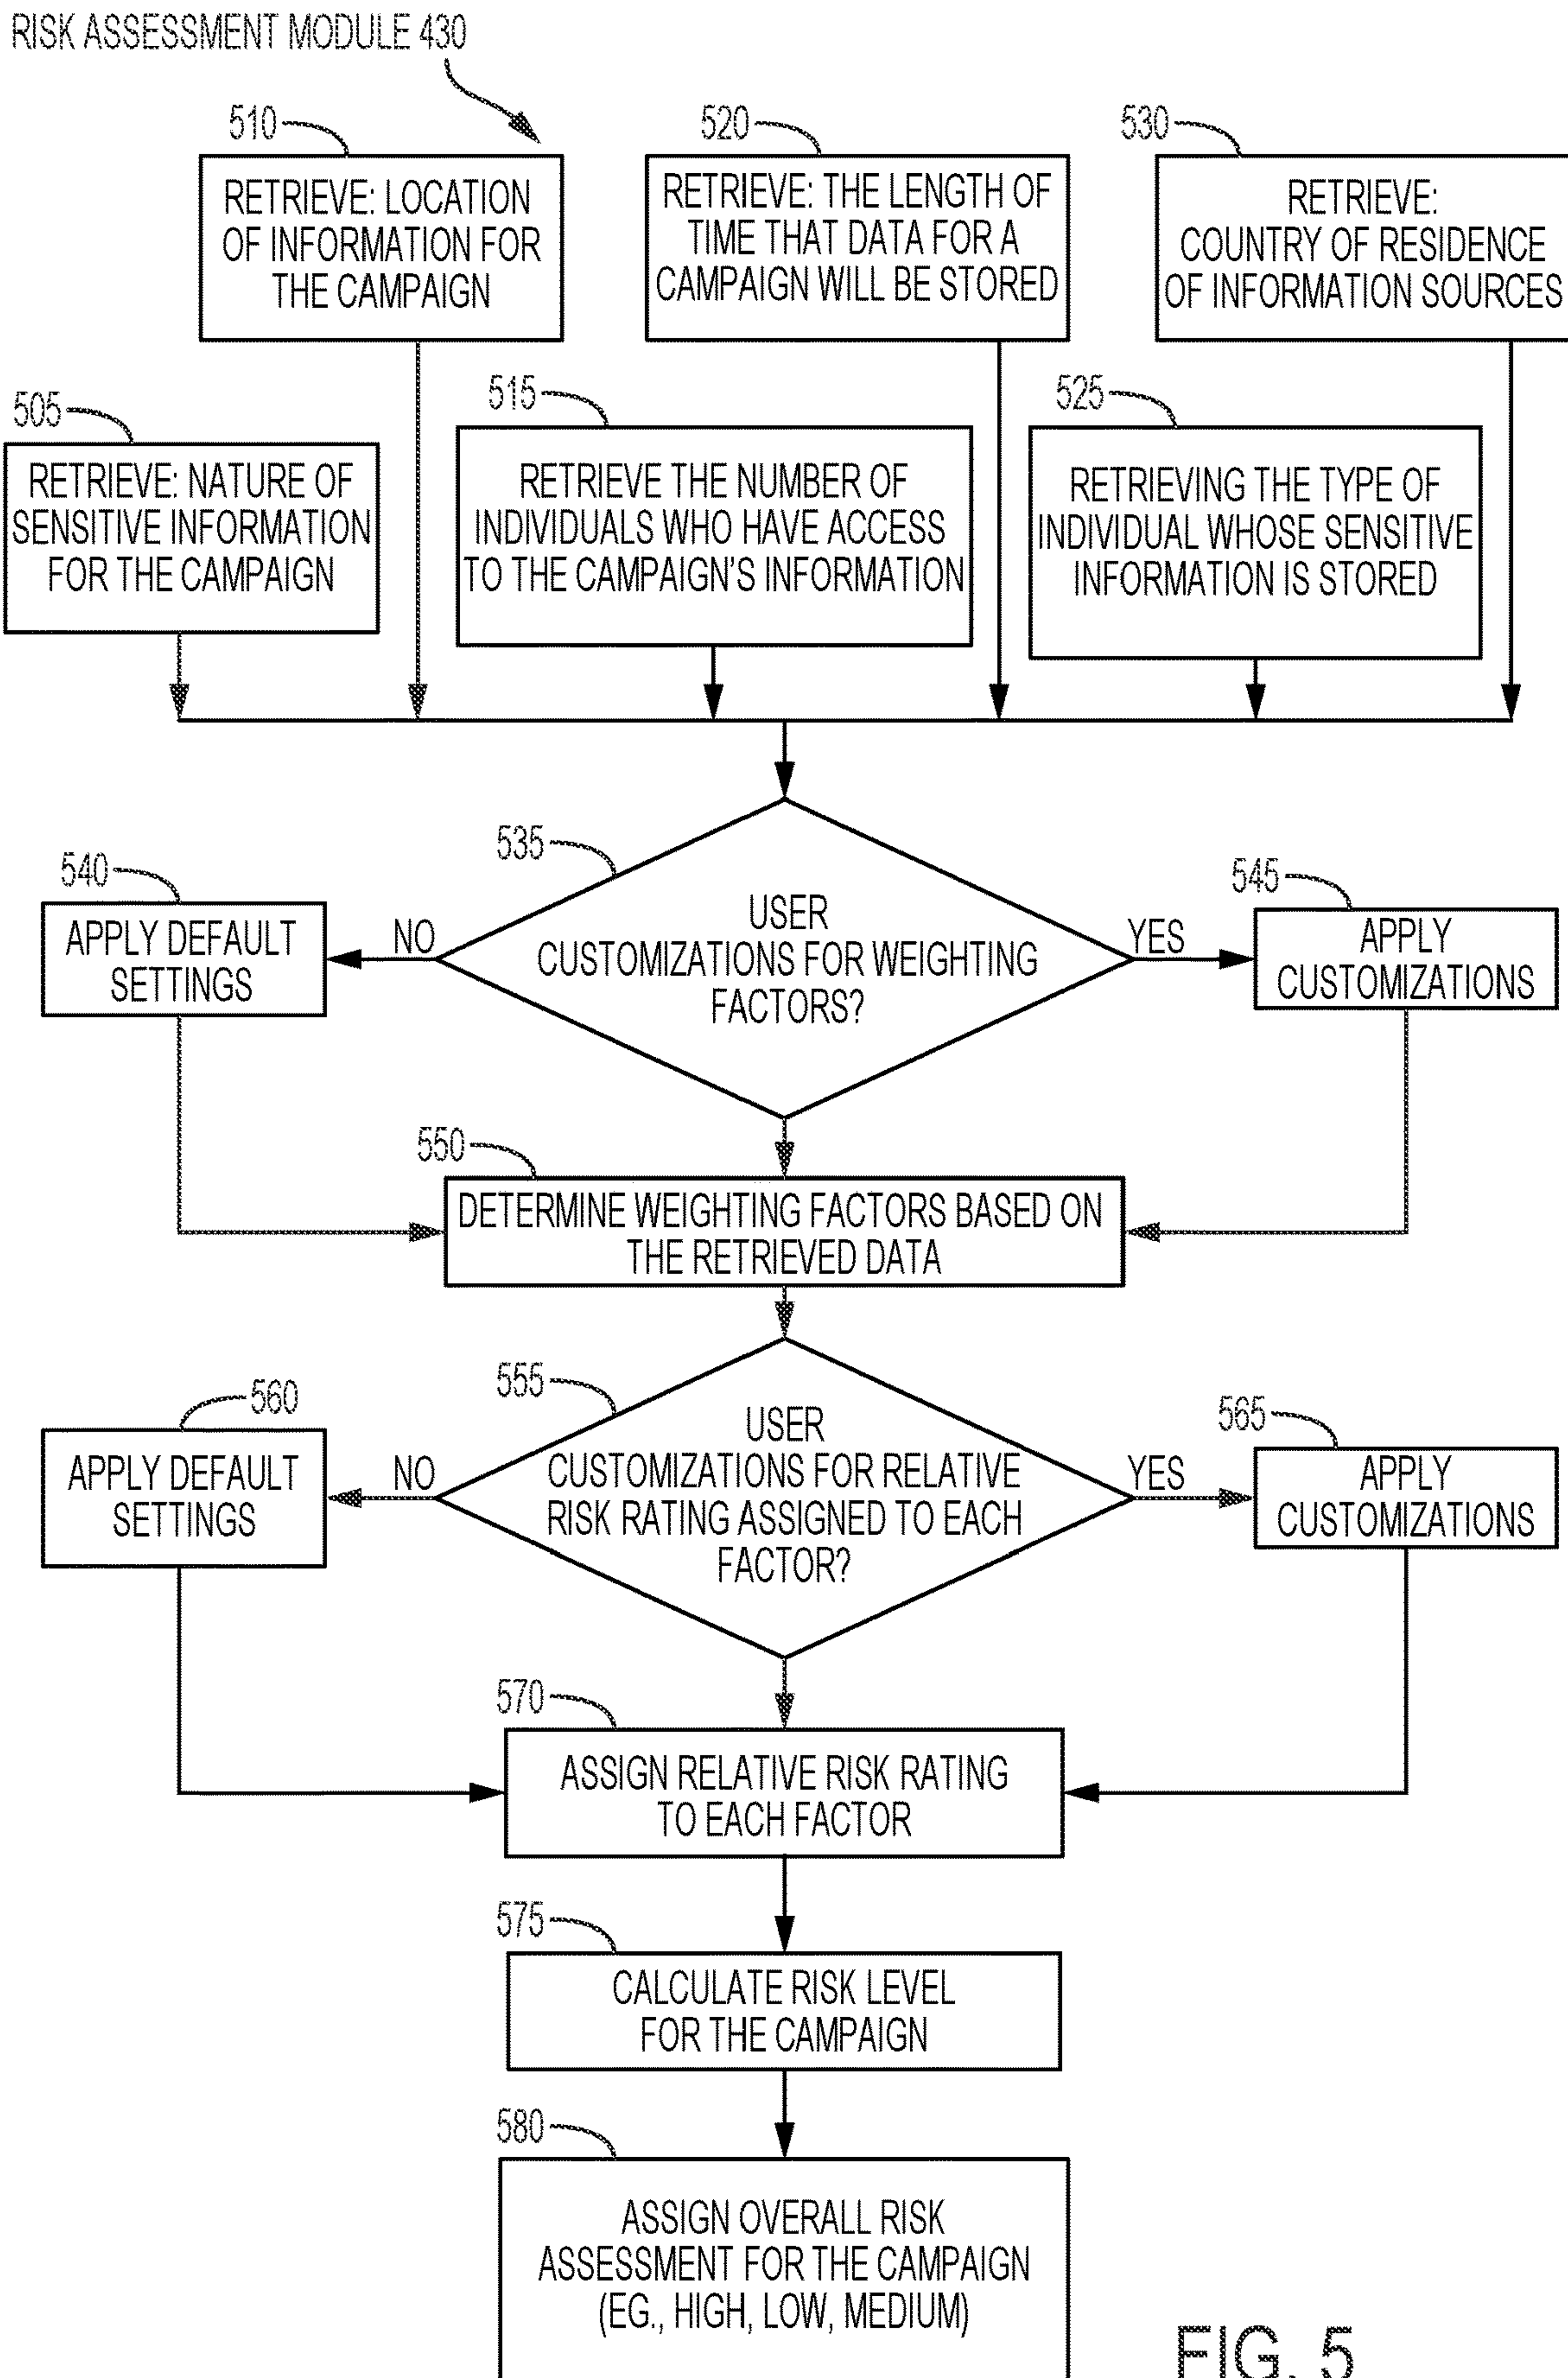 RISK ASSESSMENT MODULE 430
510
RETRIEVE: LOCATION
OF INFORMATION FOR
THE CAMPAIGN
520
RETRIEVE: THE LENGTH OF
TIME THAT DATA FOR A
CAMPAIGN WILL BE STORED
530
RETRIEVE:
COUNTRY OF RESIDENCE
OF INFORMATION SOURCES
505
RETRIEVE: NATURE OF
SENSITIVE INFORMATION
FOR THE CAMPAIGN
515
RETRIEVE THE NUMBER OF
INDIVIDUALS WHO HAVE ACCESS
TO THE CAMPAIGN'S INFORMATION
525
RETRIEVING THE TYPE OF
INDIVIDUAL WHOSE SENSITIVE
INFORMATION IS STORED
535
USER
CUSTOMIZATIONS FOR WEIGHTING
FACTORS?
540
NO
APPLY DEFAULT
SETTINGS
545
YES
APPLY
CUSTOMIZATIONS
550
DETERMINE WEIGHTING FACTORS BASED ON
THE RETRIEVED DATA
555
USER
CUSTOMIZATIONS FOR RELATIVE
RISK RATING ASSIGNED TO EACH
FACTOR?
560
NO
APPLY DEFAULT
SETTINGS
565
YES
APPLY
CUSTOMIZATIONS
570
ASSIGN RELATIVE RISK RATING
TO EACH FACTOR
575
CALCULATE RISK LEVEL
FOR THE CAMPAIGN
580
ASSIGN OVERALL RISK
ASSESSMENT FOR THE CAMPAIGN
(EG., HIGH, LOW, MEDIUM)
FIG. 5